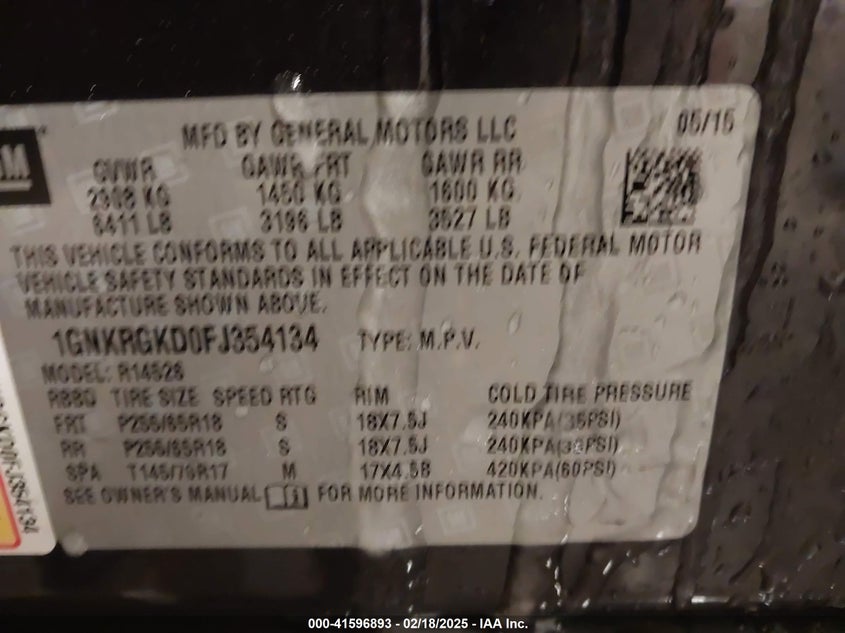 MFD BY GENERAL MOTORS LLC 05/15
GM
GVWR GAWR FRT GAWR RR
2908 KG 1450 KG 1600 KG
6411 LB 3196 LB 3527 LB
THIS VEHICLE CONFORMS TO ALL APPLICABLE U.S. FEDERAL MOTOR
VEHICLE SAFETY STANDARDS IN EFFECT ON THE DATE OF
MANUFACTURE SHOWN ABOVE.
1GNKRGKD0FJ354134 TYPE: M.P.V.
MODEL: R14526
TIRE SIZE SPEED RTG RIM COLD TIRE PRESSURE
FRT P255/65R18 S 18X7.5J 240KPA(35PSI)
RR P255/65R18 S 18X7.5J 240KPA(35PSI)
SPA T145/70R17 M 17X4.5B 420KPA(60PSI)
SEE OWNER'S MANUAL FOR MORE INFORMATION.
000-41596893 - 02/18/2025 - IAA Inc.